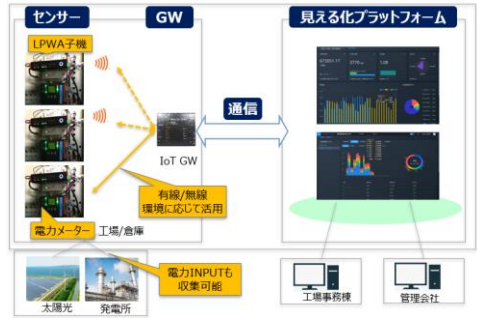 センサー
GW
見える化プラットフォーム
LPWA子機
通信
IoT GW
有線/無線
環境に応じて活用
電力メーター
工場/倉庫
電力INPUTも
収集可能
太陽光
発電所
工場事務棟
管理会社